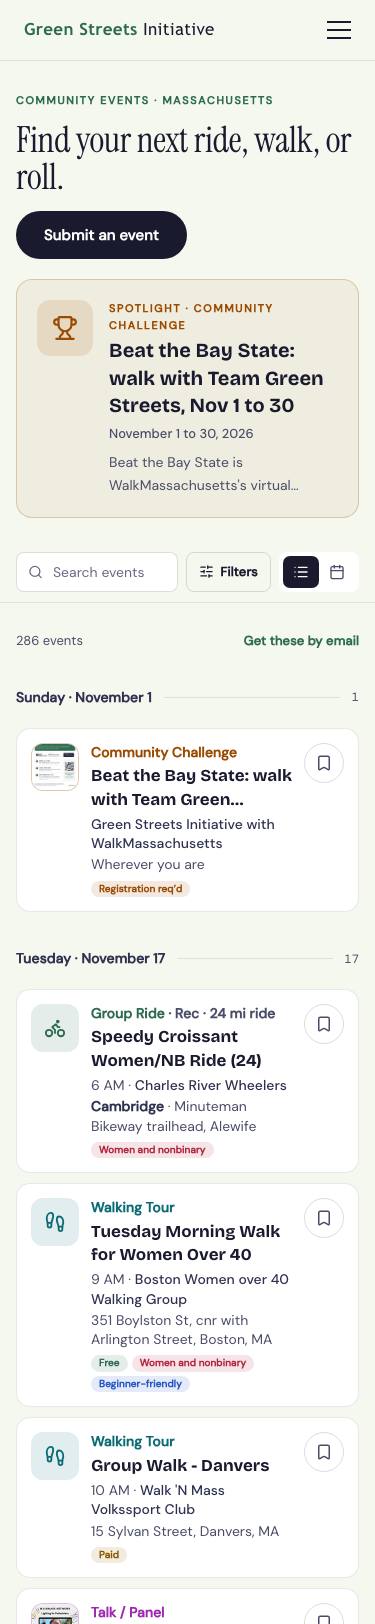 Green Streets Initiative
COMMUNITY EVENTS · MASSACHUSETTS
Find your next ride, walk, or
roll.
Submit an event
SPOTLIGHT · COMMUNITY
CHALLENGE
Beat the Bay State:
walk with Team Green
Streets, Nov 1 to 30
November 1 to 30, 2026
Beat the Bay State is
WalkMassachusetts's virtual…
Search events
Filters
286 events
Get these by email
Sunday · November 1
1
Community Challenge
Beat the Bay State: walk
with Team Green…
Green Streets Initiative with
WalkMassachusetts
Wherever you are
Registration req'd
Tuesday · November 17
17
Group Ride · Rec · 24 mi ride
Speedy Croissant
Women/NB Ride (24)
6 AM · Charles River Wheelers
Cambridge · Minuteman
Bikeway trailhead, Alewife
Women and nonbinary
Walking Tour
Tuesday Morning Walk
for Women Over 40
9 AM · Boston Women over 40
Walking Group
351 Boylston St, cnr with
Arlington Street, Boston, MA
Free
Women and nonbinary
Beginner-friendly
Walking Tour
Group Walk - Danvers
10 AM · Walk 'N Mass
Volkssport Club
15 Sylvan Street, Danvers, MA
Paid
Talk / Panel